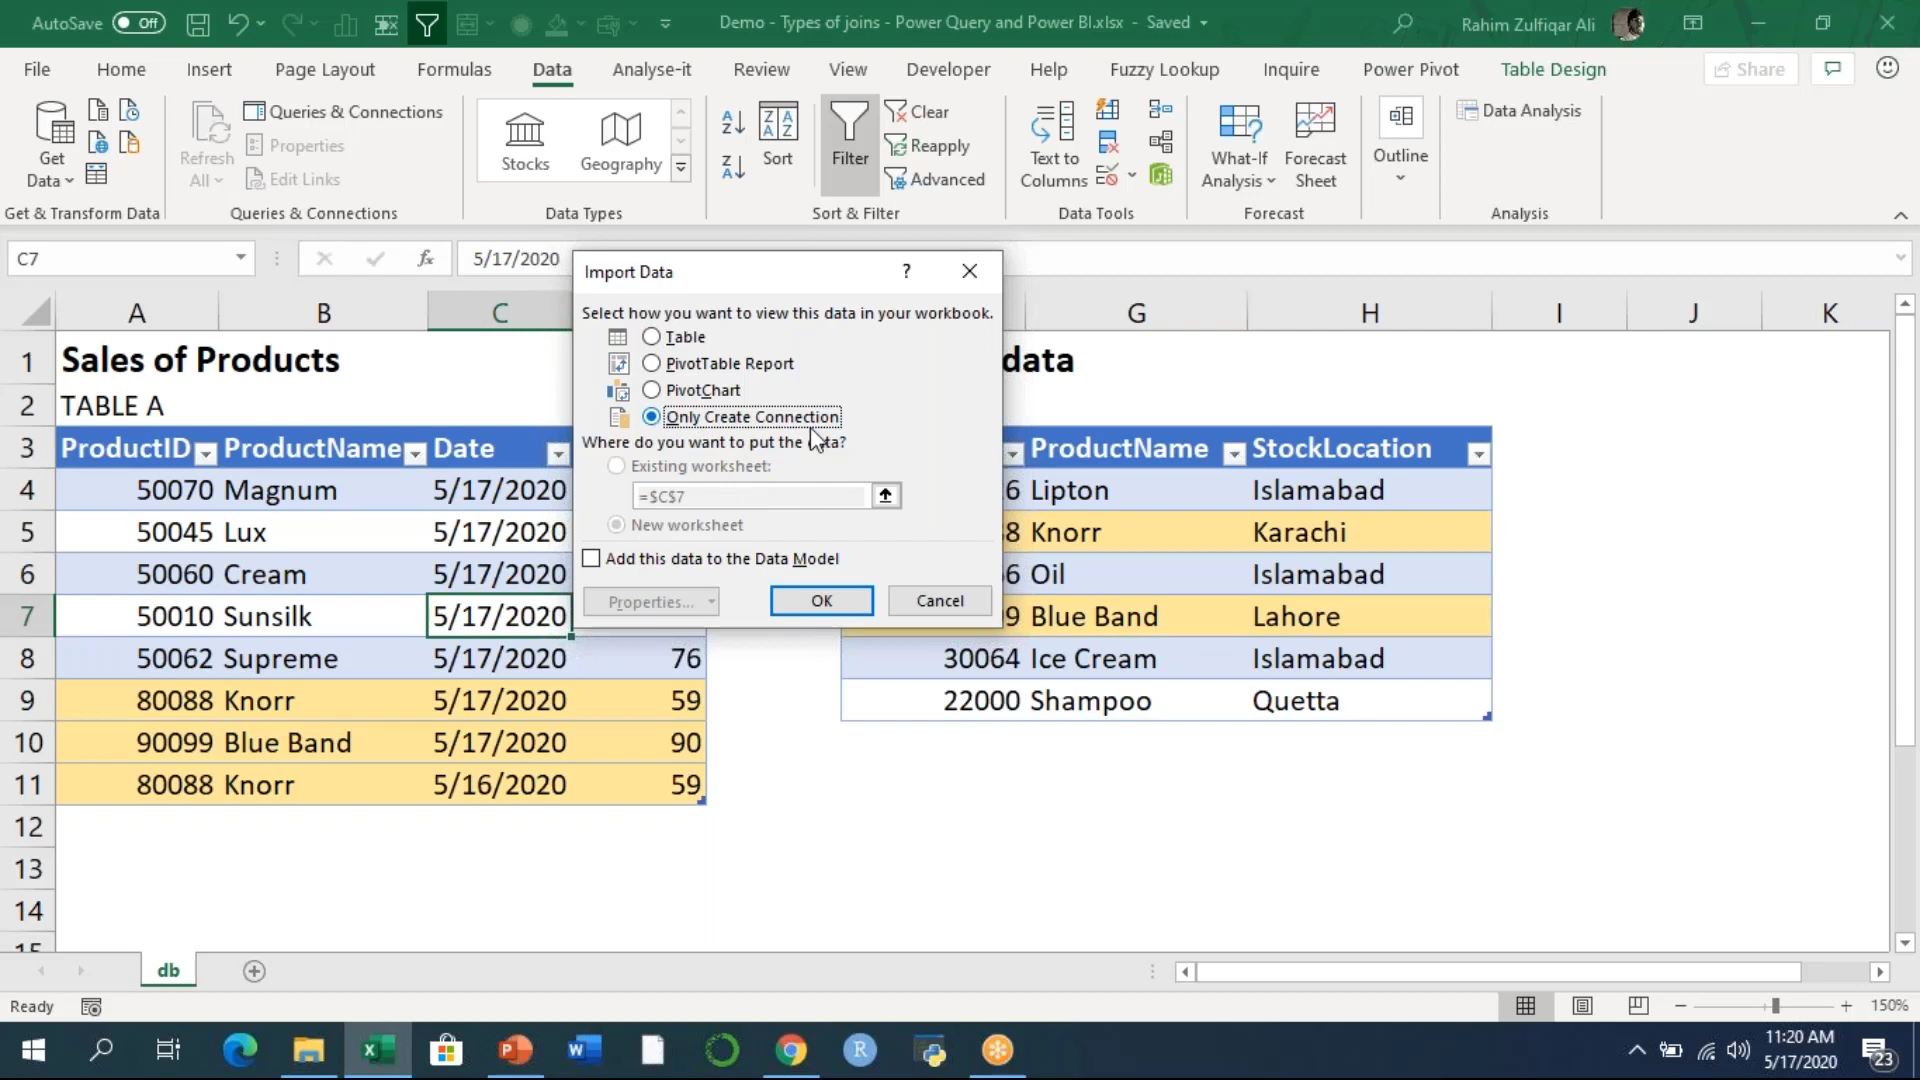 AutoSave Off
Demo - Types of joins - Power Query and Power BI.xlsx - Saved
Rahim Zulfiqar Ali
File Home Insert Page Layout Formulas Data Analyse-it Review View Developer Help Fuzzy Lookup Inquire Power Pivot Table Design Share
Get Data
Refresh All
Queries & Connections
Properties
Edit Links
Stocks
Geography
Sort
Filter
Clear
Reapply
Advanced
Text to Columns
What-If Analysis
Forecast Sheet
Outline
Data Analysis
Get & Transform Data
Queries & Connections
Data Types
Sort & Filter
Data Tools
Forecast
Analysis
C7
fx
5/17/2020
Import Data
?
Select how you want to view this data in your workbook.
Table
PivotTable Report
PivotChart
Only Create Connection
Where do you want to put the data?
Existing worksheet:
=$C$7
New worksheet
Add this data to the Data Model
Properties...
OK
Cancel
A B C G H I J K
1 Sales of Products data
2 TABLE A
3 ProductID ProductName Date ProductName StockLocation
4 50070 Magnum 5/17/2020 6 Lipton Islamabad
5 50045 Lux 5/17/2020 8 Knorr Karachi
6 50060 Cream 5/17/2020 6 Oil Islamabad
7 50010 Sunsilk 5/17/2020 9 Blue Band Lahore
8 50062 Supreme 5/17/2020 76 30064 Ice Cream Islamabad
9 80088 Knorr 5/17/2020 59 22000 Shampoo Quetta
10 90099 Blue Band 5/17/2020 90
11 80088 Knorr 5/16/2020 59
12
13
14
15
db
Ready
150%
11:20 AM
5/17/2020
23